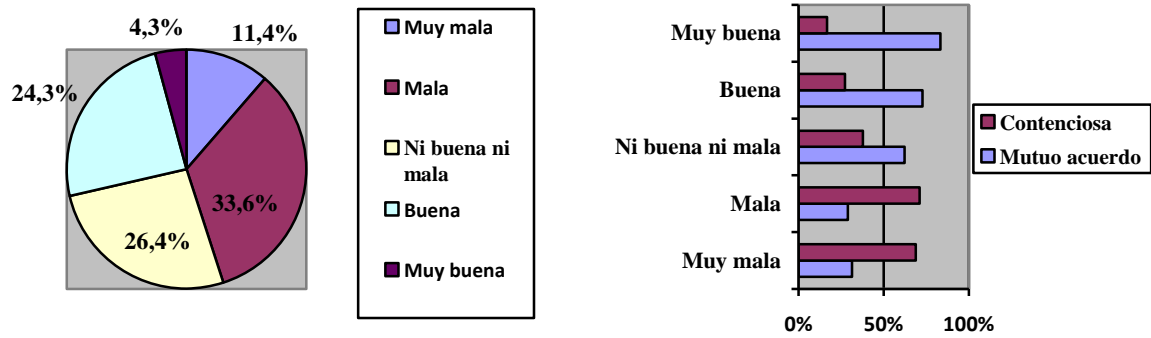 4,3%
11,4%
24,3%
33,6%
26,4%
Muy mala
Mala
Ni buena ni
mala
Buena
Muy buena
Muy buena
Buena
Ni buena ni mala
Mala
Muy mala
0%
50%
100%
Contenciosa
Mutuo acuerdo